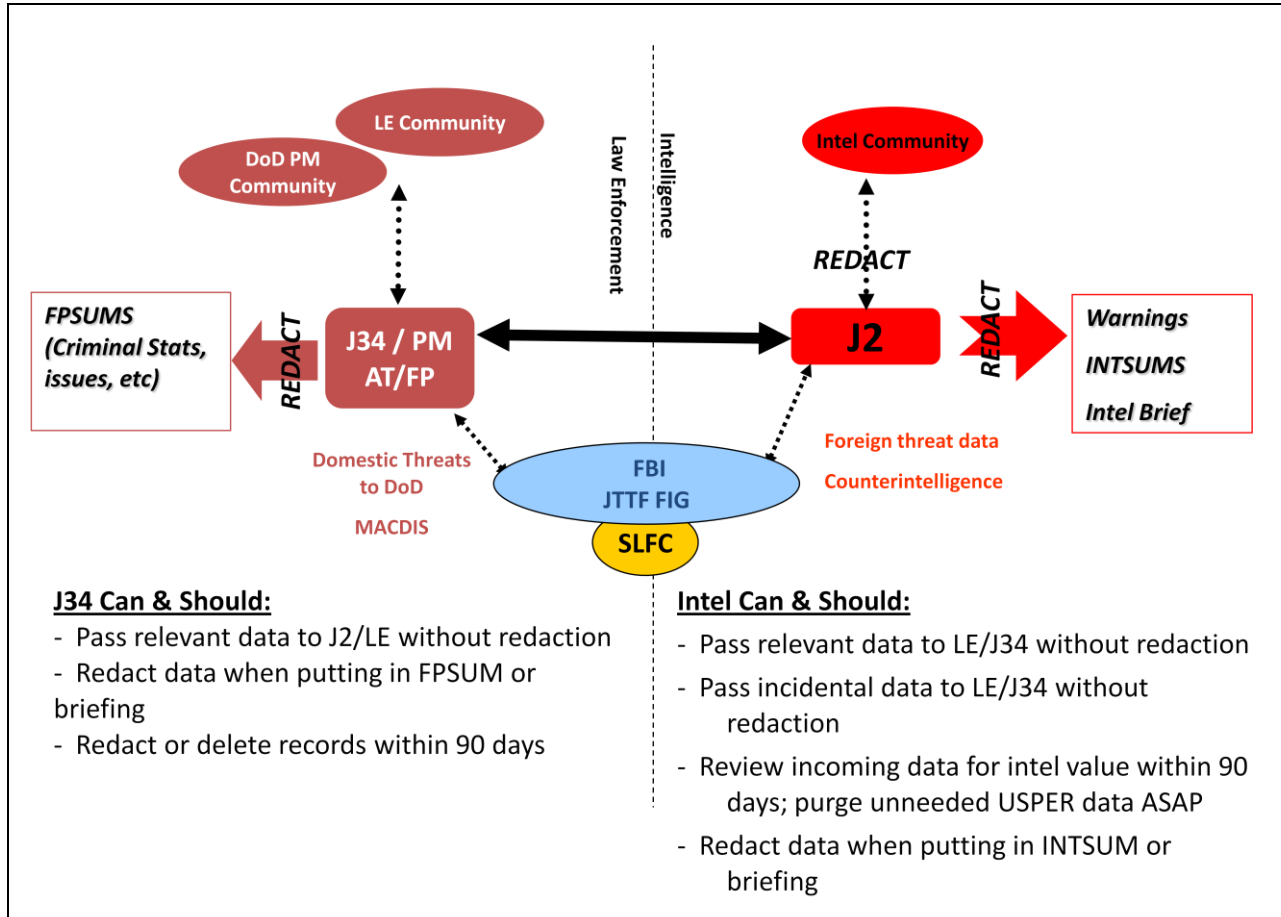 LE Community
DoD PM
Community
Law Enforcement
Intelligence
Intel Community
REDACT
FPSUMS
(Criminal Stats,
issues, etc)
REDACT
J34 / PM
AT/FP
J2
REDACT
Warnings
INTSUMS
Intel Brief
Domestic Threats
to DoD
MACDIS
FBI
JTTF FIG
SLFC
Foreign threat data
Counterintelligence
J34 Can & Should:
- Pass relevant data to J2/LE without redaction
- Redact data when putting in FPSUM or
briefing
- Redact or delete records within 90 days
Intel Can & Should:
- Pass relevant data to LE/J34 without redaction
- Pass incidental data to LE/J34 without
redaction
- Review incoming data for intel value within 90
days; purge unneeded USPER data ASAP
- Redact data when putting in INTSUM or
briefing